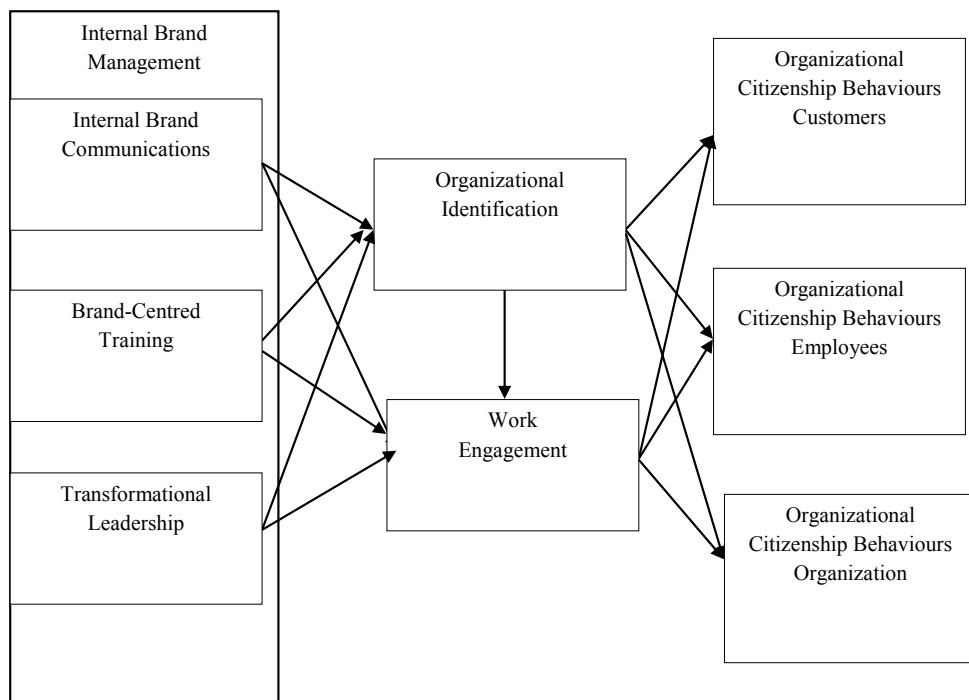 Internal Brand
Management
Internal Brand
Communications
Brand-Centred
Training
Transformational
Leadership
Organizational
Identification
Work
Engagement
Organizational
Citizenship Behaviours
Customers
Organizational
Citizenship Behaviours
Employees
Organizational
Citizenship Behaviours
Organization